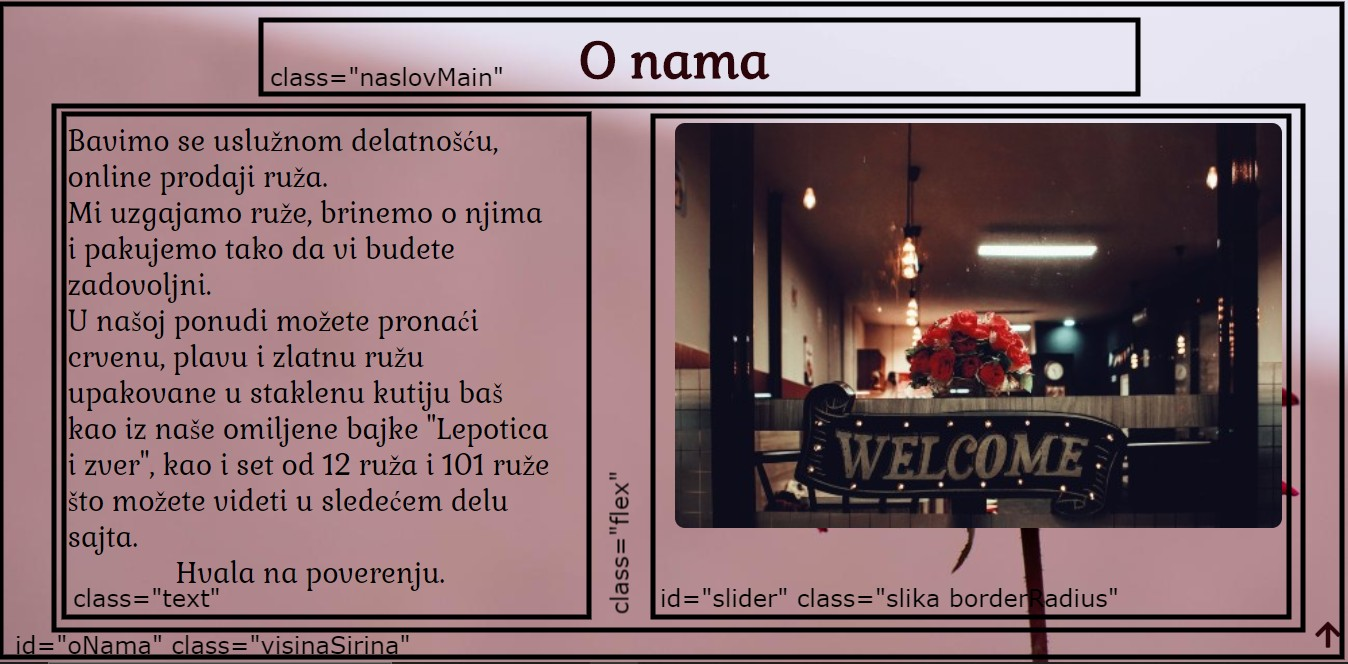 O nama
class="naslovMain"
Bavimo se uslužnom delatnošću,
online prodaji ruža.
Mi uzgajamo ruže, brinemo o njima
i pakujemo tako da vi budete
zadovoljni.
U našoj ponudi možete pronaći
crvenu, plavu i zlatnu ružu
upakovane u staklenu kutiju baš
kao iz naše omiljene bajke "Lepotica
i zver", kao i set od 12 ruža i 101 ruže
što možete videti u sledećem delu
sajta.
Hvala na poverenju.
class="text"
class="flex"
WELCOME
id="slider" class="slika borderRadius"
id="oNama" class="visinaSirina"